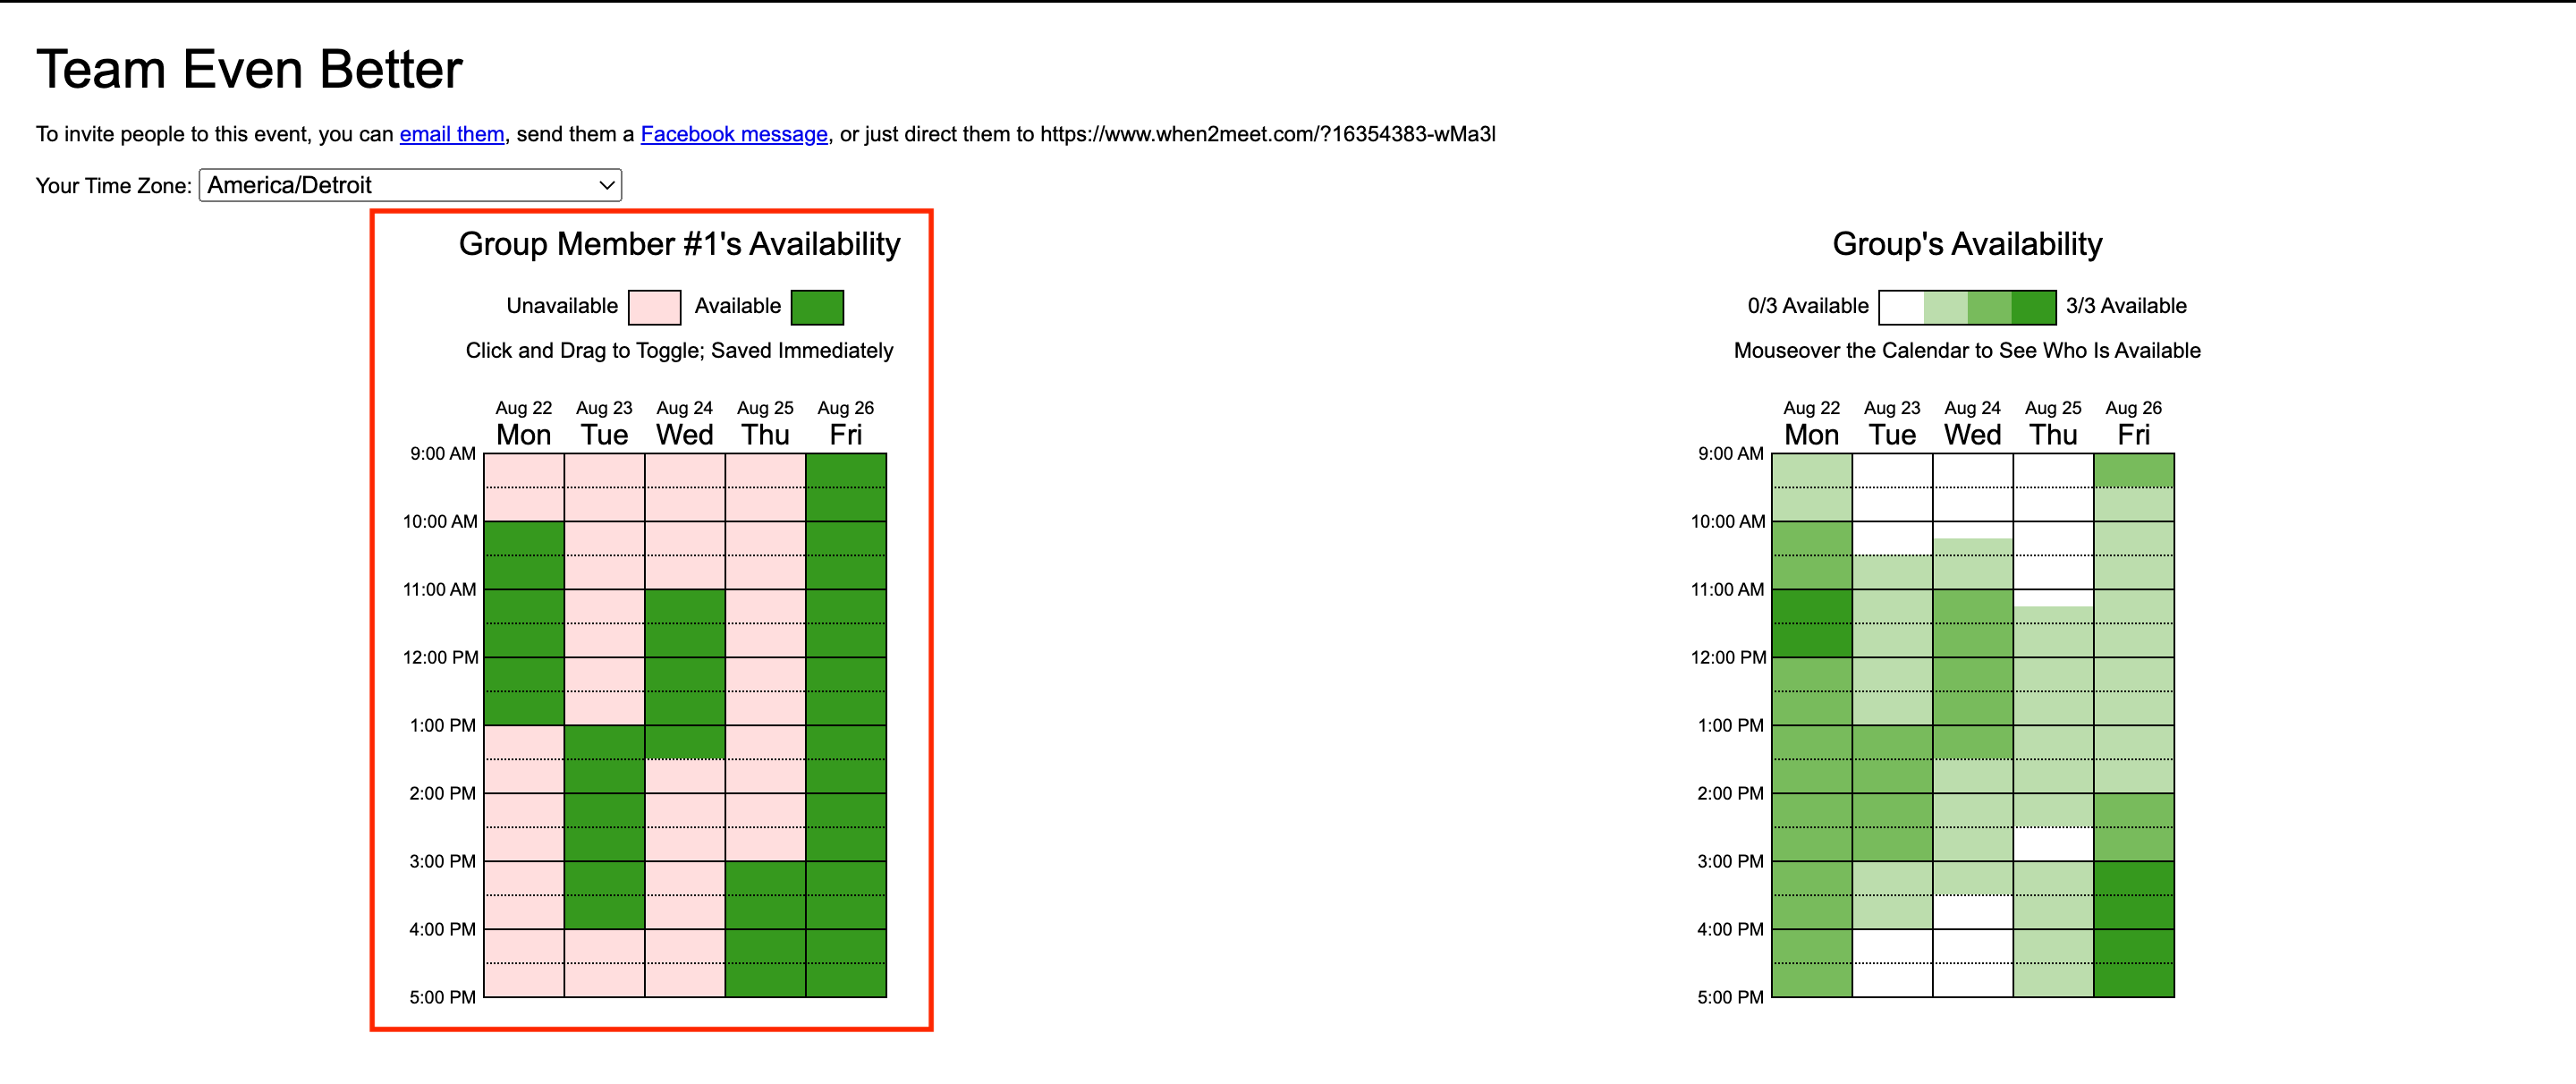 Team Even Better
To invite people to this event, you can email them, send them a Facebook message, or just direct them to https://www.when2meet.com/?16354383-wMa3l
Your Time Zone: America/Detroit
Group Member #1's Availability
Unavailable Available
Click and Drag to Toggle; Saved Immediately
Aug 22 Aug 23 Aug 24 Aug 25 Aug 26
Mon Tue Wed Thu Fri
9:00 AM
10:00 AM
11:00 AM
12:00 PM
1:00 PM
2:00 PM
3:00 PM
4:00 PM
5:00 PM
Group's Availability
0/3 Available 3/3 Available
Mouseover the Calendar to See Who Is Available
Aug 22 Aug 23 Aug 24 Aug 25 Aug 26
Mon Tue Wed Thu Fri
9:00 AM
10:00 AM
11:00 AM
12:00 PM
1:00 PM
2:00 PM
3:00 PM
4:00 PM
5:00 PM